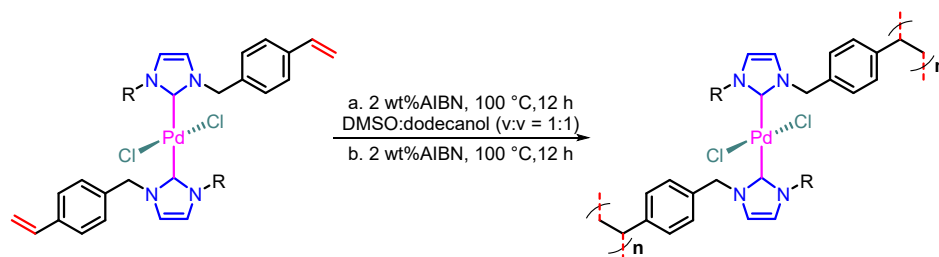 N
N
R
Cl
Pd
Cl
N
N
R
a. 2 wt%AIBN, 100 °C,12 h
DMSO:dodecanol (v:v = 1:1)
b. 2 wt%AIBN, 100 °C,12 h
n
N
N
R
Cl
Pd
Cl
N
N
R
n